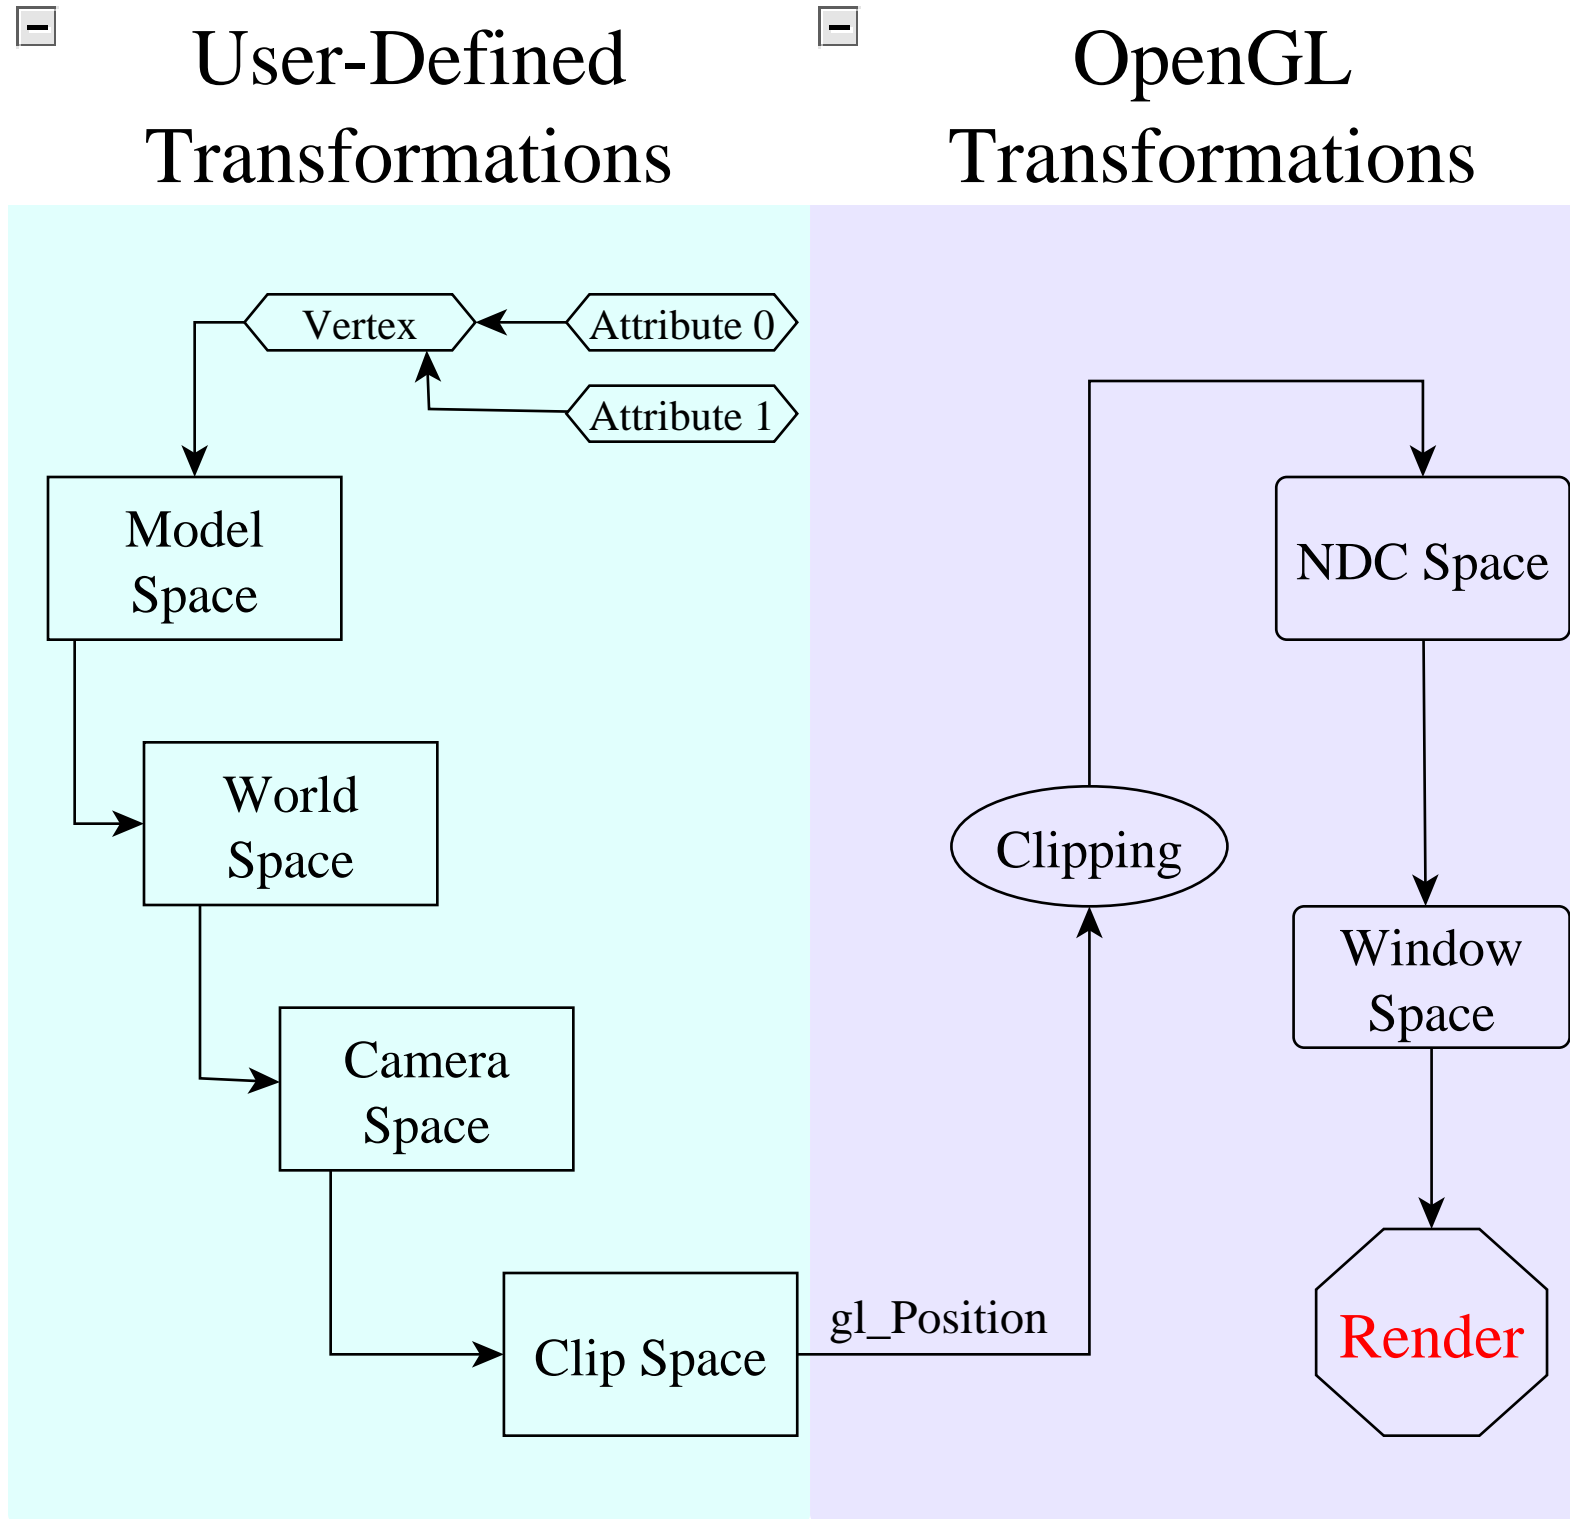 User-Defined
Transformations
OpenGL
Transformations
Vertex
Attribute 0
Attribute 1
Model
Space
World
Space
Camera
Space
Clip Space
gl_Position
Clipping
NDC Space
Window
Space
Render